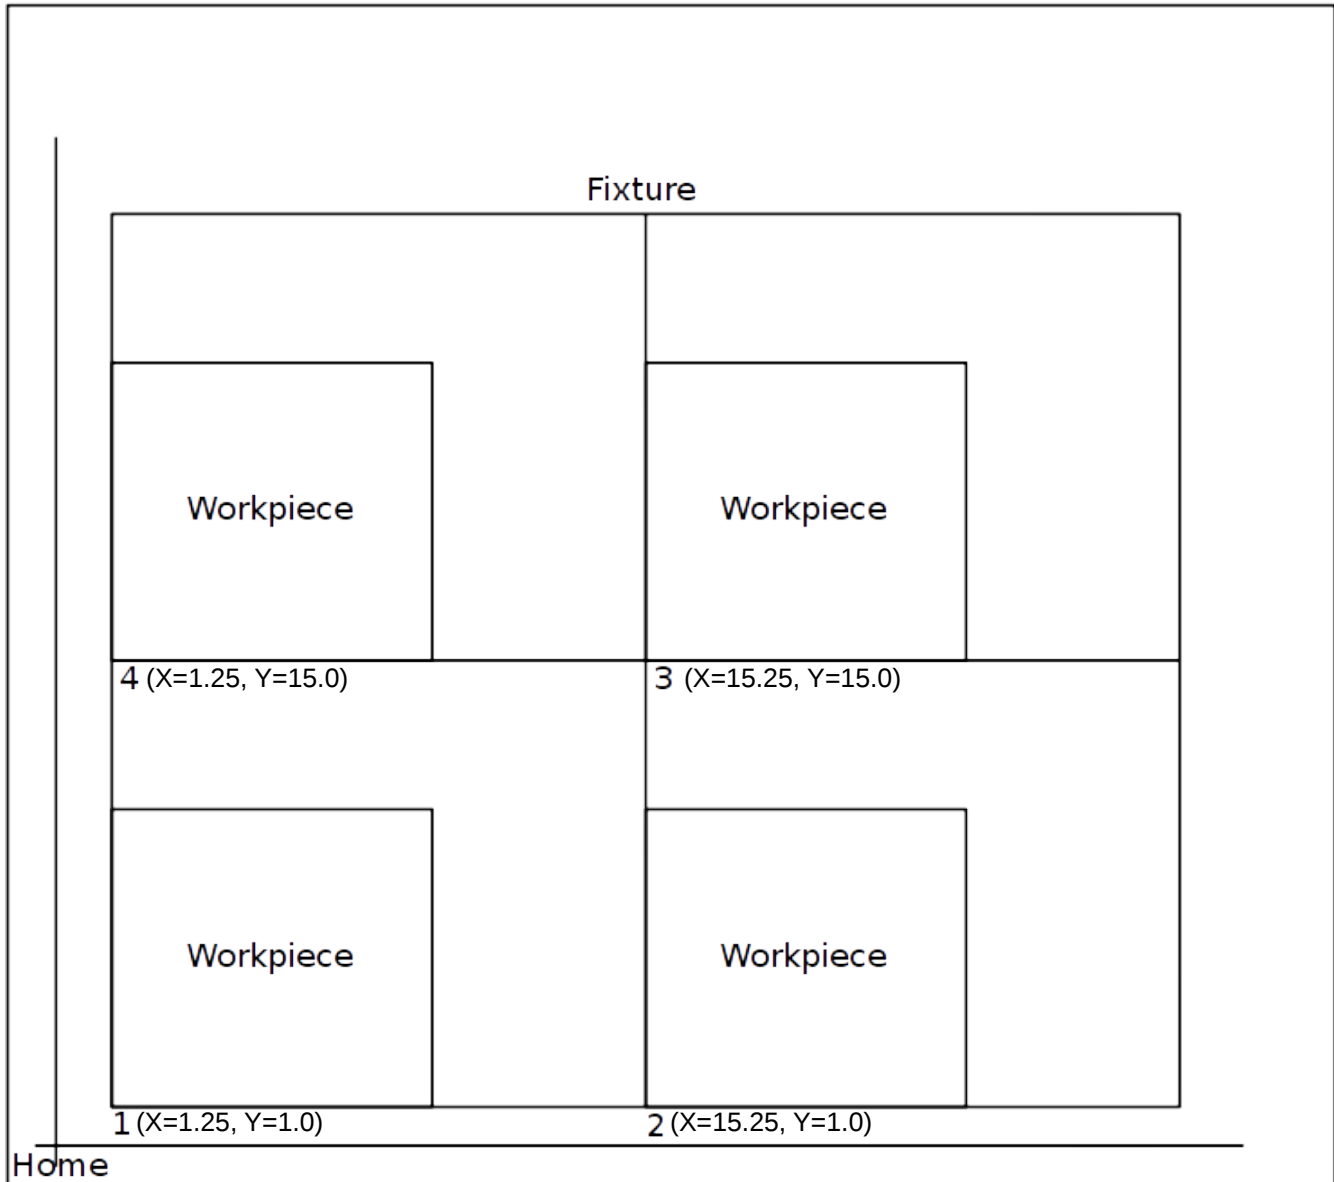 Fixture
Workpiece
Workpiece
4 (X=1.25, Y=15.0)
3 (X=15.25, Y=15.0)
Workpiece
Workpiece
1 (X=1.25, Y=1.0)
2 (X=15.25, Y=1.0)
Home